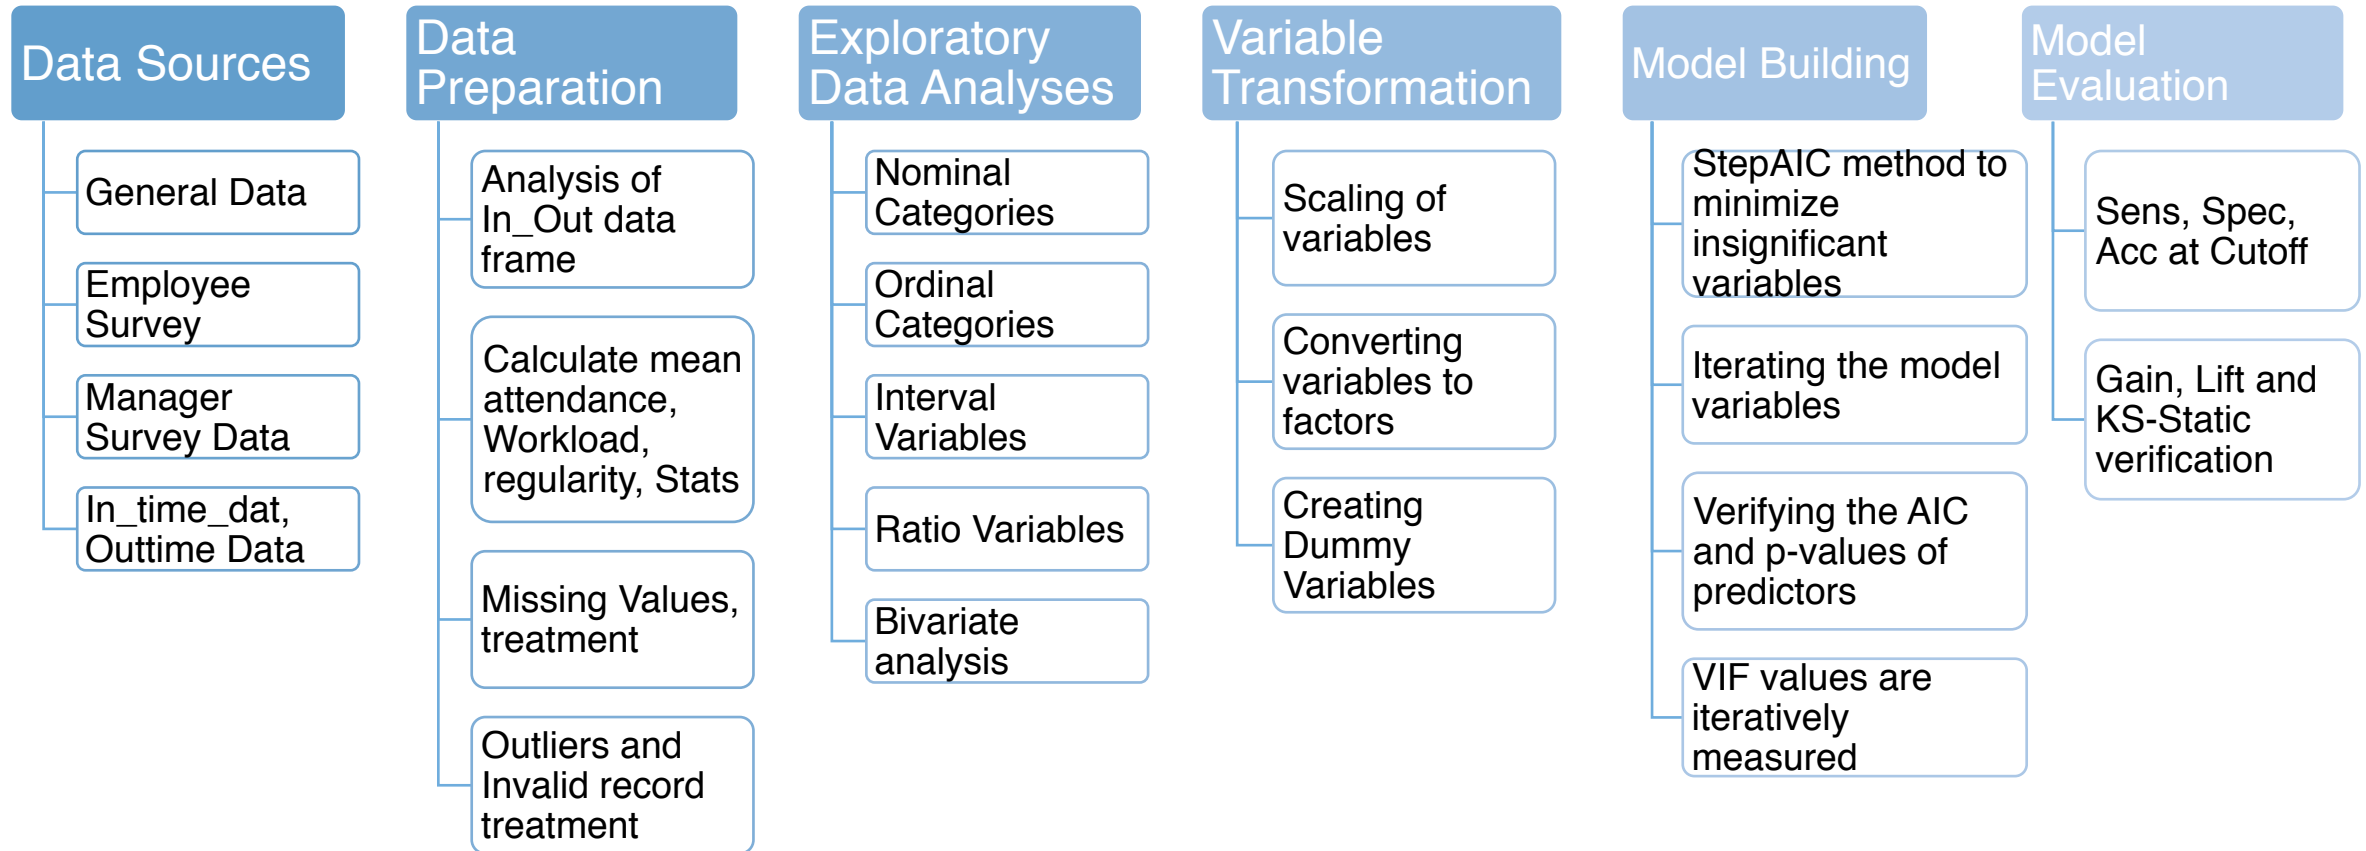 Data Sources
General Data
Employee
Survey
Manager
Survey Data
In_time_dat,
Outtime Data
Data
Preparation
Analysis of
In_Out data
frame
Calculate mean
attendance,
Workload,
regularity, Stats
Missing Values,
treatment
Outliers and
Invalid record
treatment
Exploratory
Data Analyses
Nominal
Categories
Ordinal
Categories
Interval
Variables
Ratio Variables
Bivariate
analysis
Variable
Transformation
Scaling of
variables
Converting
variables to
factors
Creating
Dummy
Variables
Model Building
StepAIC method to
minimize
insignificant
variables
Iterating the model
variables
Verifying the AIC
and p-values of
predictors
VIF values are
iteratively
measured
Model
Evaluation
Sens, Spec,
Acc at Cutoff
Gain, Lift and
KS-Static
verification